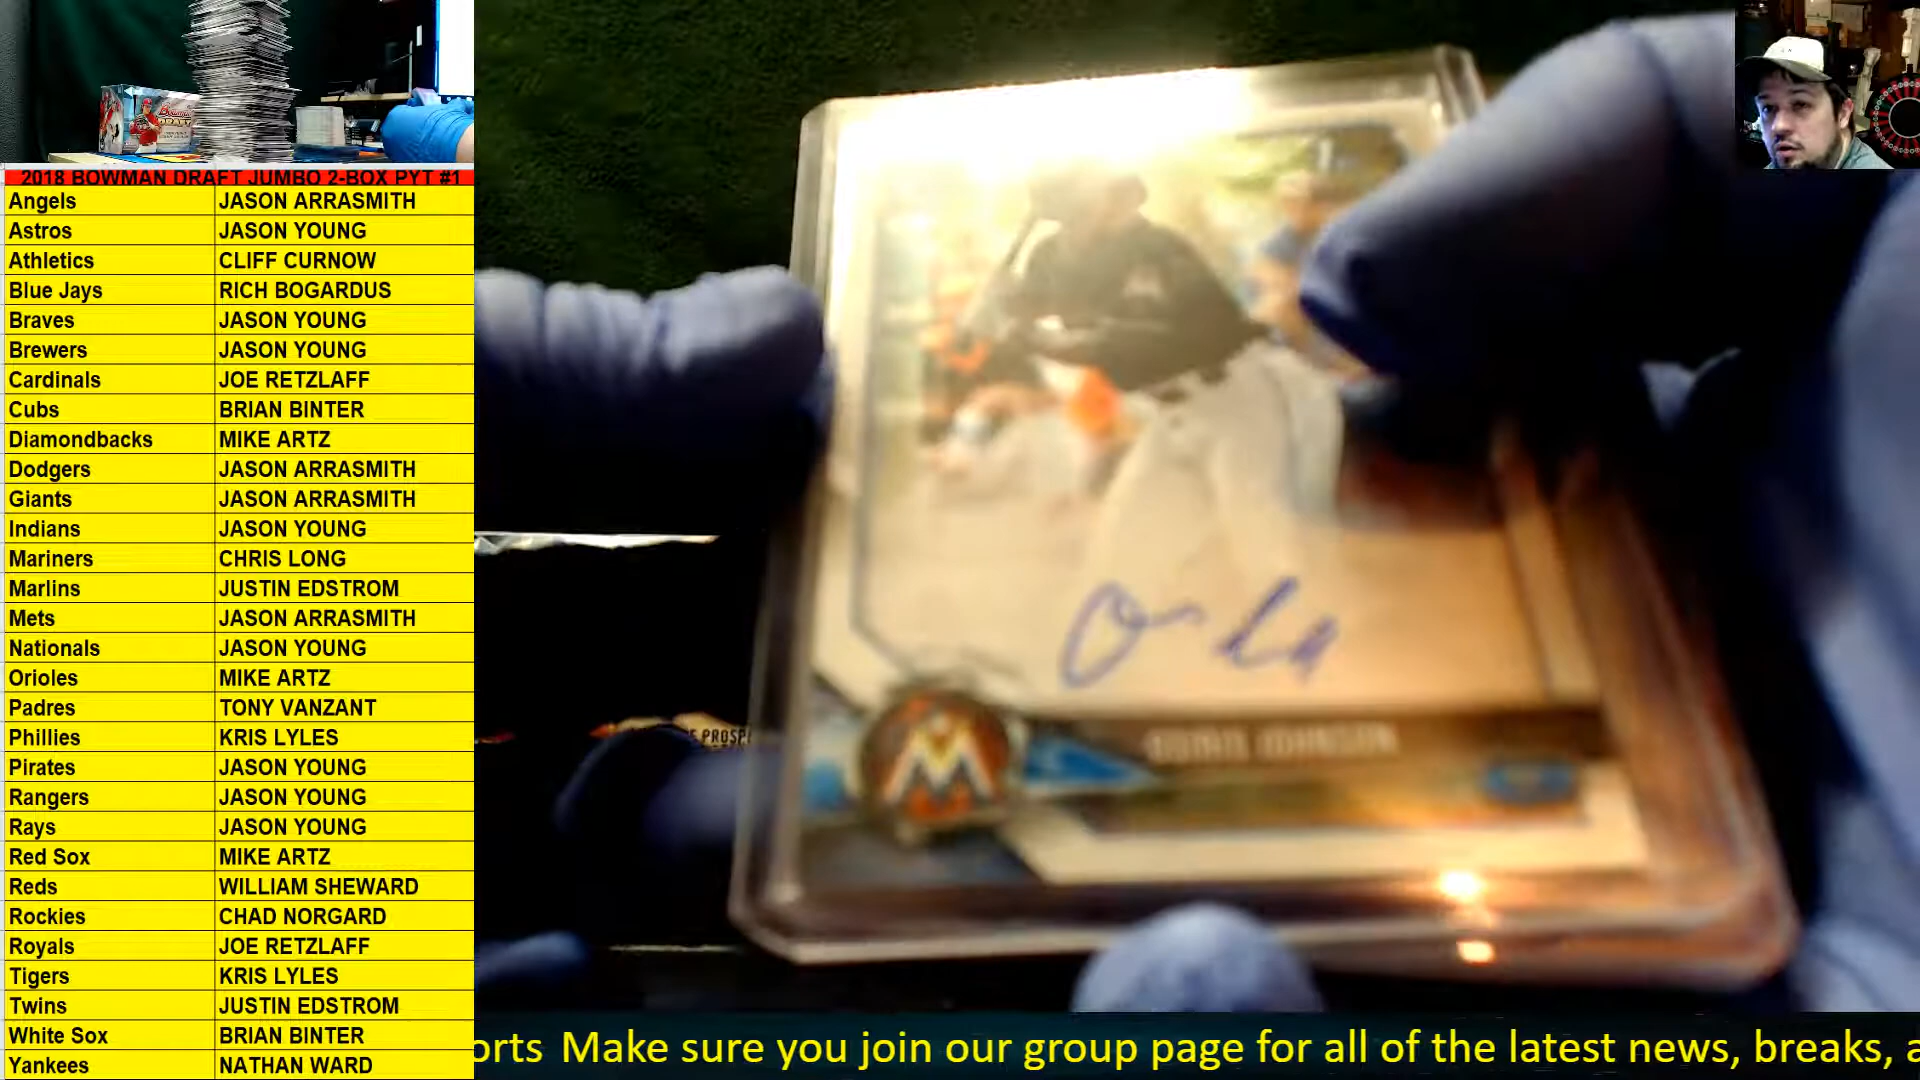 2018 BOWMAN DRAFT JUMBO 2-BOX PYT #1
Angels JASON ARRASMITH
Astros JASON YOUNG
Athletics CLIFF CURNOW
Blue Jays RICH BOGARDUS
Braves JASON YOUNG
Brewers JASON YOUNG
Cardinals JOE RETZLAFF
Cubs BRIAN BINTER
Diamondbacks MIKE ARTZ
Dodgers JASON ARRASMITH
Giants JASON ARRASMITH
Indians JASON YOUNG
Mariners CHRIS LONG
Marlins JUSTIN EDSTROM
Mets JASON ARRASMITH
Nationals JASON YOUNG
Orioles MIKE ARTZ
Padres TONY VANZANT
Phillies KRIS LYLES
Pirates JASON YOUNG
Rangers JASON YOUNG
Rays JASON YOUNG
Red Sox MIKE ARTZ
Reds WILLIAM SHEWARD
Rockies CHAD NORGARD
Royals JOE RETZLAFF
Tigers KRIS LYLES
Twins JUSTIN EDSTROM
White Sox BRIAN BINTER
Yankees NATHAN WARD
Bowman
DRAFT
M
JOHNSON
orts Make sure you join our group page for all of the latest news, breaks, a